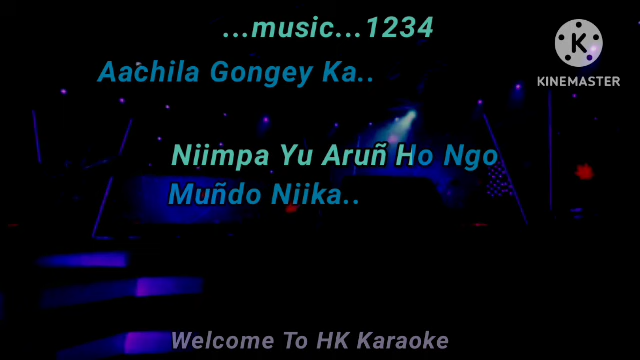 ...music...1234
KINEMASTER
Aachila Gongey Ka..
Niimpa Yu Aruñ Ho Ngo
Muñdo Niika..
Welcome To HK Karaoke